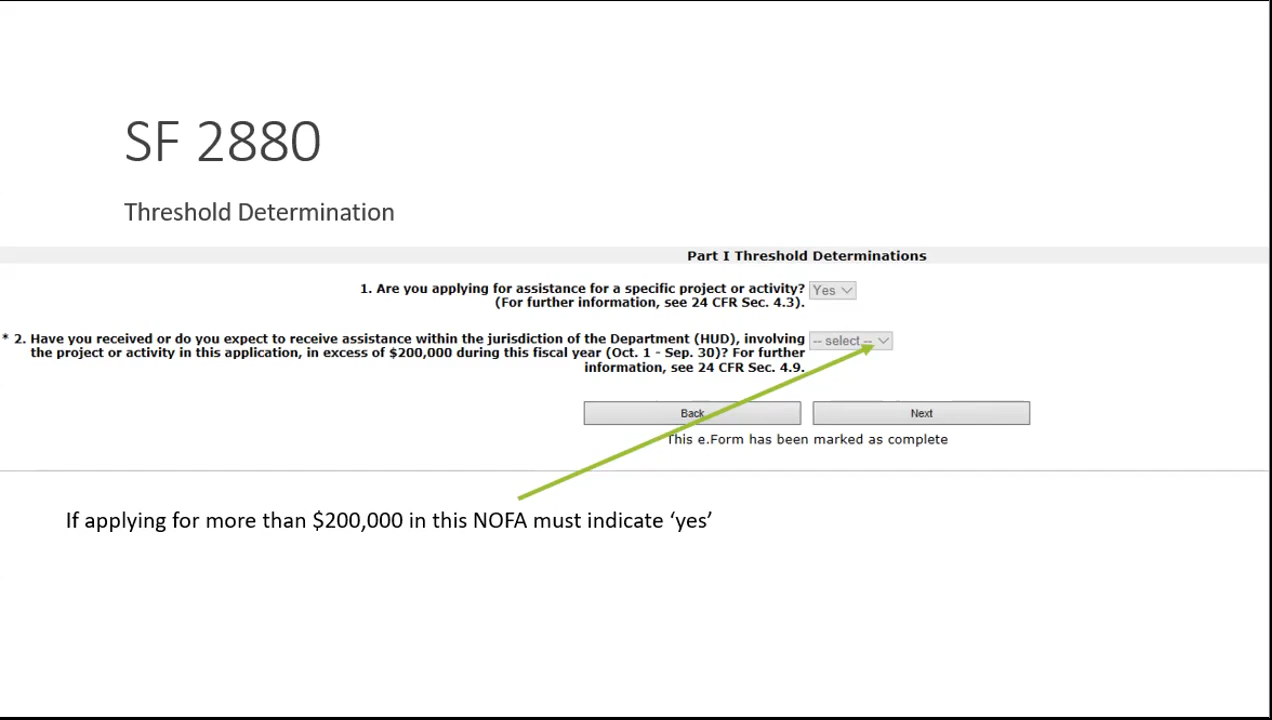 SF 2880
Threshold Determination
Part I Threshold Determinations
1. Are you applying for assistance for a specific project or activity? Yes
(For further information, see 24 CFR Sec. 4.3).
* 2. Have you received or do you expect to receive assistance within the jurisdiction of the Department (HUD), involving -- select --
the project or activity in this application, in excess of $200,000 during this fiscal year (Oct. 1 - Sep. 30)? For further
information, see 24 CFR Sec. 4.9.
Back Next
This e.Form has been marked as complete
If applying for more than $200,000 in this NOFA must indicate ‘yes’